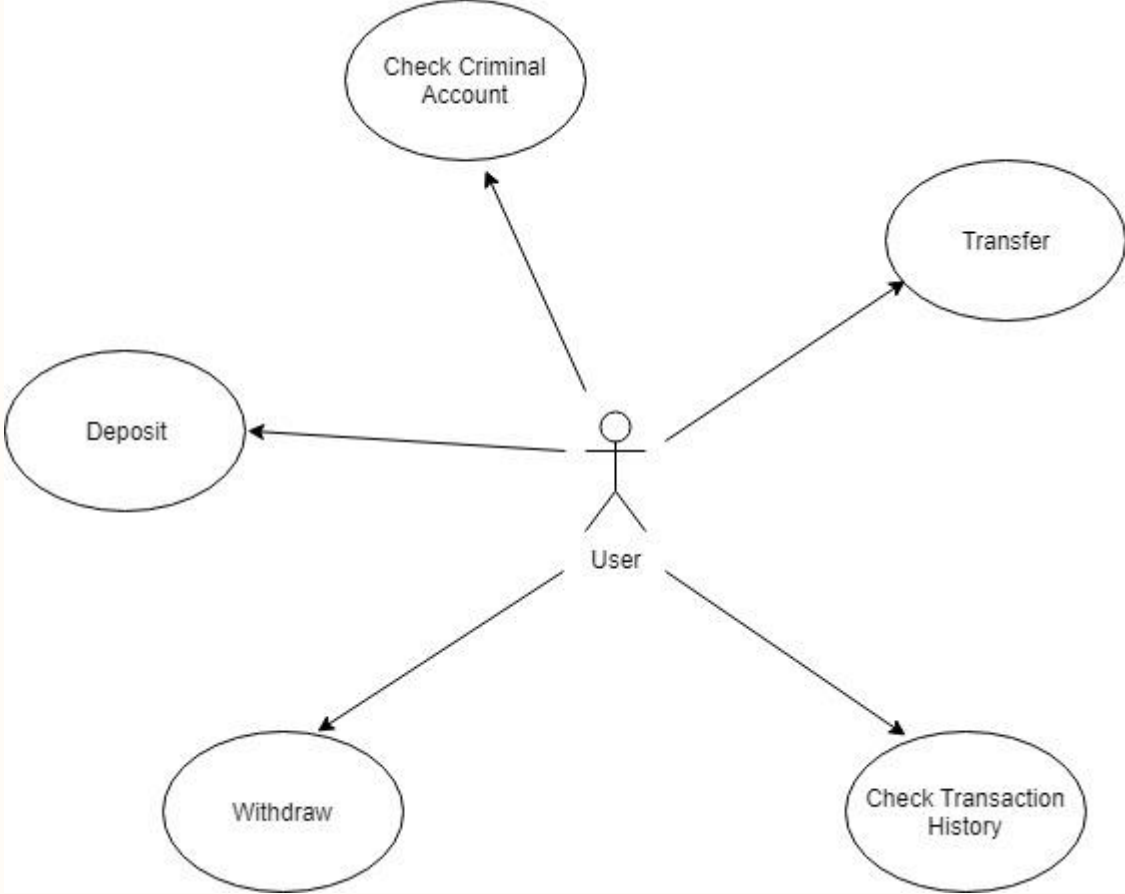 Check Criminal
Account
Transfer
Deposit
User
Withdraw
Check Transaction
History